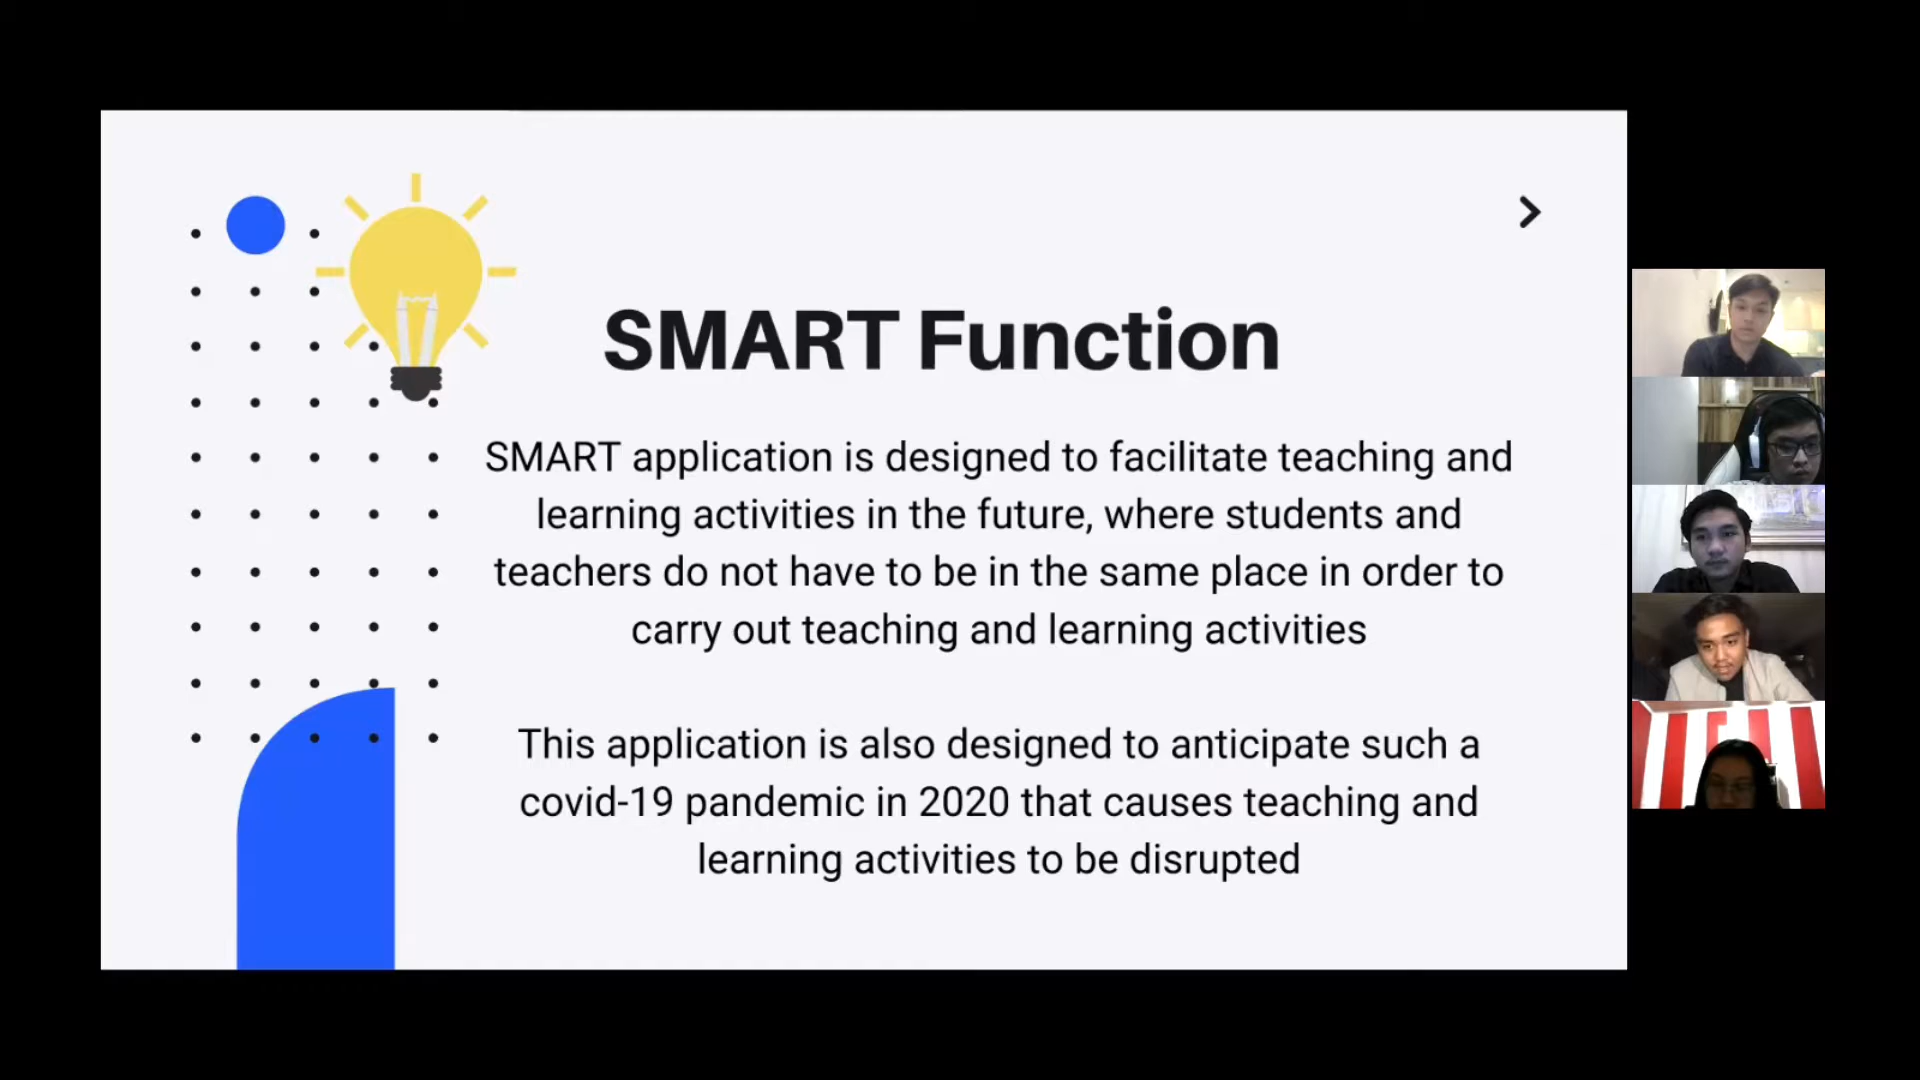 SMART Function
SMART application is designed to facilitate teaching and
learning activities in the future, where students and
teachers do not have to be in the same place in order to
carry out teaching and learning activities
This application is also designed to anticipate such a
covid-19 pandemic in 2020 that causes teaching and
learning activities to be disrupted